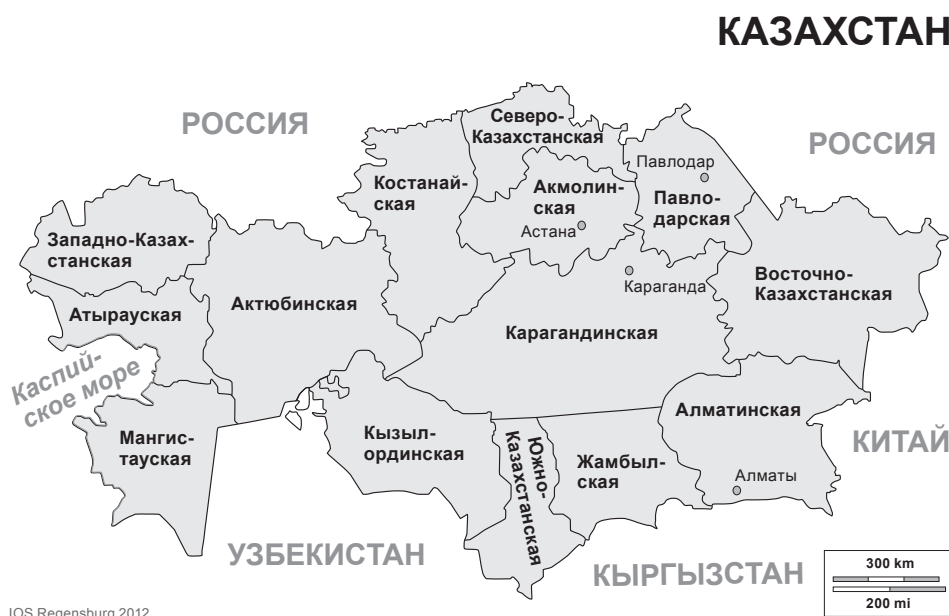 КАЗАХСТАН
РОССИЯ
Северо-
Казахстанская
РОССИЯ
Павлодар
Костанай-
ская
Акмолин-
ская
Павло-
дарская
Астана
Западно-Казах-
станская
Восточно-
Казахстанская
Караганда
Атырауская
Актюбинская
Карагандинская
Каспий-
ское море
Алматинская
Мангис-
тауская
Кызыл-
ординская
Южно-
Казахстанская
Жамбыл-
ская
КИТАЙ
Алматы
УЗБЕКИСТАН
КЫРГЫЗСТАН
300 km
200 mi
IOS Regensburg 2012